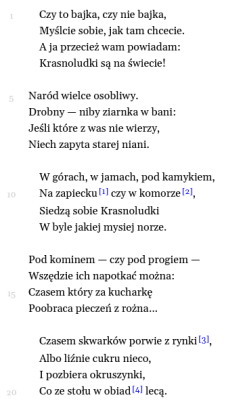 1 Czy to bajka, czy nie bajka,
Myślcie sobie, jak tam chcecie.
A ja przecież wam powiadam:
Krasnoludki są na świecie!
5 Naród wielce osobliwy.
Drobny — niby ziarnka w bani:
Jeśli które z was nie wierzy,
Niech zapyta starej niani.
W górach, w jamach, pod kamykiem,
10 Na zapiecku[1] czy w komorze[2],
Siedzą sobie Krasnoludki
W byle jakiej mysiej norze.
Pod kominem — czy pod progiem —
Wszędzie ich napotkać można:
15 Czasem który za kucharkę
Poobraca pieczeń z rożna...
Czasem skwarków porwie z rynki[3],
Albo liźnie cukru nieco,
I pozbiera okruszynki,
20 Co ze stołu w obiad[4] lecą.